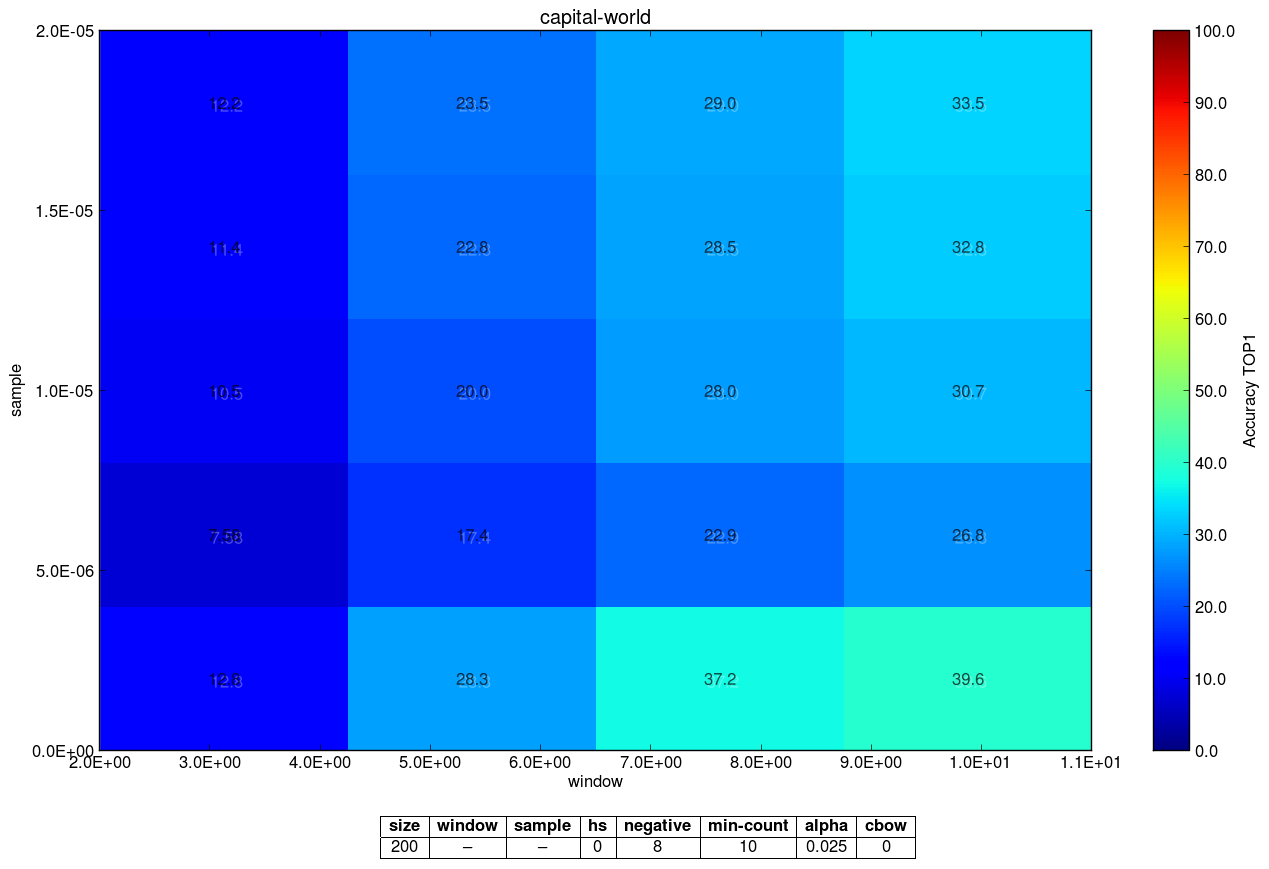 capital-world
2.0E-05
1.5E-05
1.0E-05
5.0E-06
0.0E+00
sample
12.2 23.5 29.0 33.5
11.4 22.8 28.5 32.8
10.5 20.0 28.0 30.7
7.58 17.4 22.9 26.8
12.8 28.3 37.2 39.6
2.0E+00 3.0E+00 4.0E+00 5.0E+00 6.0E+00 7.0E+00 8.0E+00 9.0E+00 1.0E+01 1.1E+01
window
100.0
90.0
80.0
70.0
60.0
50.0
40.0
30.0
20.0
10.0
0.0
Accuracy TOP1
size window sample hs negative min-count alpha cbow
200 – – 0 8 10 0.025 0